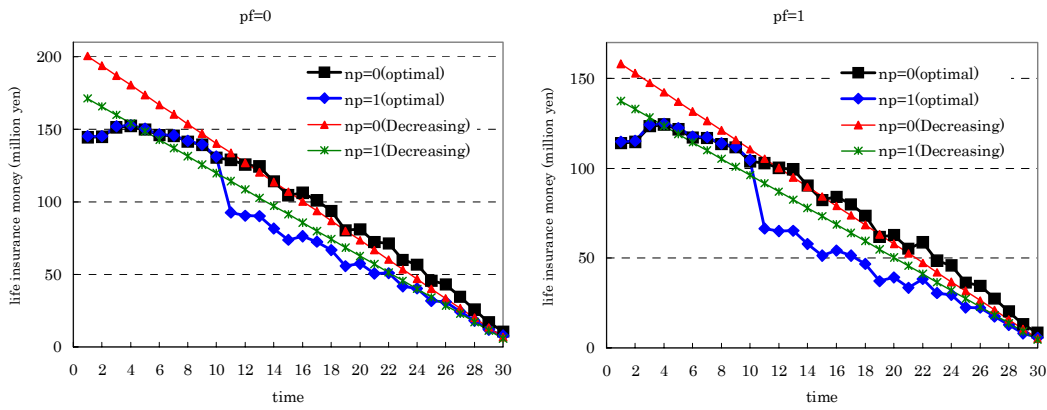 pf=0
life insurance money (million yen)
200
150
100
50
0
np=0(optimal)
np=1(optimal)
np=0(Decreasing)
np=1(Decreasing)
0 2 4 6 8 10 12 14 16 18 20 22 24 26 28 30
time
pf=1
life insurance money (million yen)
150
100
50
0
np=0(optimal)
np=1(optimal)
np=0(Decreasing)
np=1(Decreasing)
0 2 4 6 8 10 12 14 16 18 20 22 24 26 28 30
time